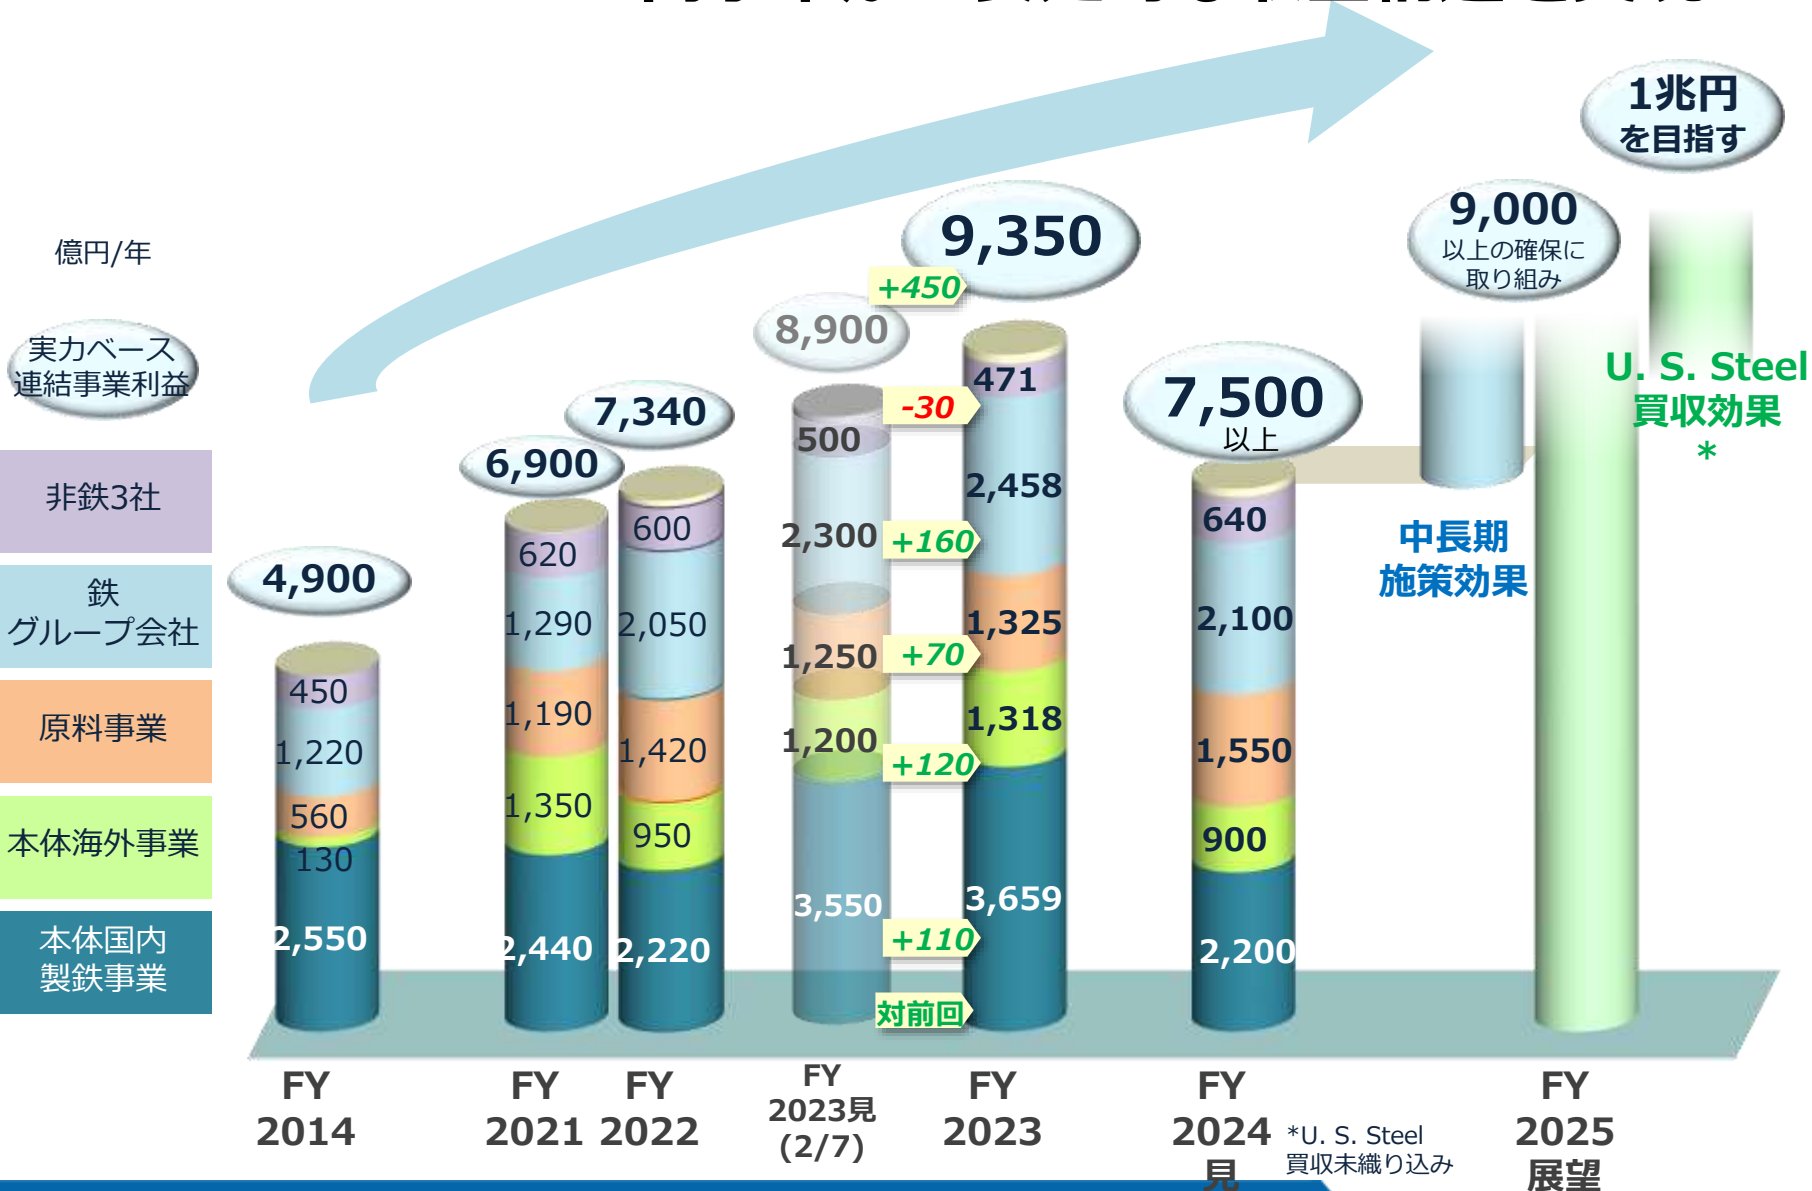 1兆円
を目指す
9,350
9,000
以上の確保に
取り組み
億円/年
+450
8,900
実力ベース
連結事業利益
U. S. Steel
買収効果
*
7,500
以上
7,340
6,900
4,900
非鉄3社
鉄
グループ会社
原料事業
本体海外事業
本体国内
製鉄事業
450
1,220
560
130
2,550
620
1,290
1,190
1,350
2,440
600
2,050
1,420
950
2,220
500
2,300
1,250
1,200
3,550
-30
+160
+70
+120
+110
対前回
471
2,458
1,325
1,318
3,659
640
2,100
1,550
900
2,200
中長期
施策効果
FY
2014
FY
2021
FY
2022
FY
2023見
(2/7)
FY
2023
FY
2024
見
*U. S. Steel
買収未織り込み
FY
2025
展望